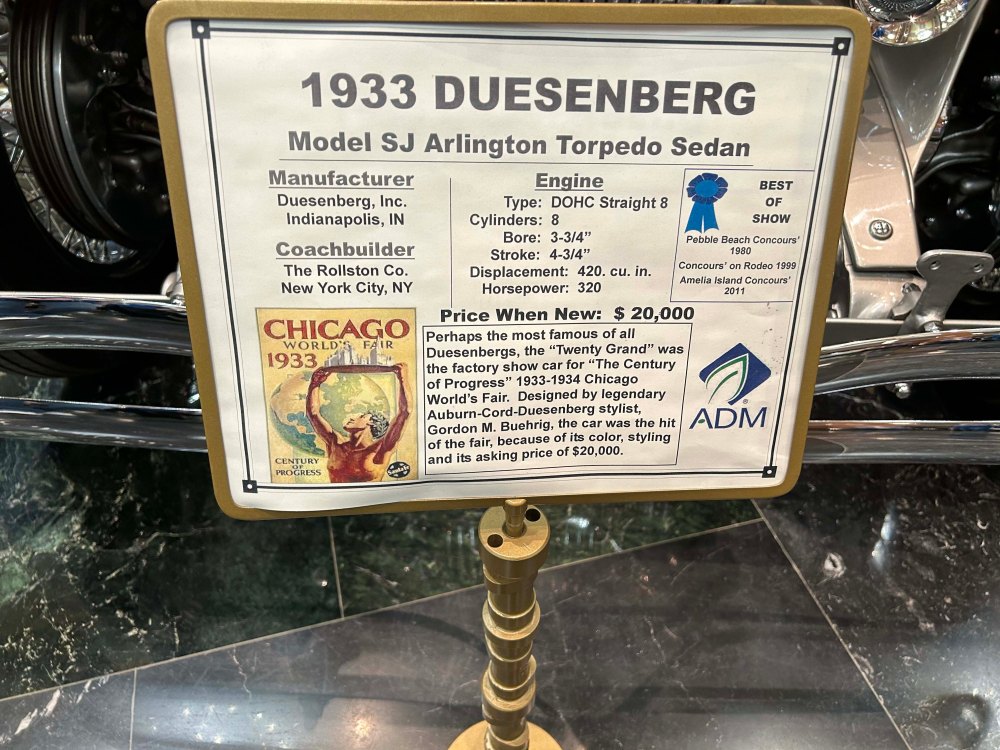 1933 DUESENBERG
Model SJ Arlington Torpedo Sedan
Manufacturer
Duesenberg, Inc.
Indianapolis, IN
Coachbuilder
The Rollston Co.
New York City, NY
Engine
Type: DOHC Straight 8
Cylinders: 8
Bore: 3-3/4”
Stroke: 4-3/4”
Displacement: 420. cu. in.
Horsepower: 320
BEST
OF
SHOW
Pebble Beach Concours’
1980
Concours’ on Rodeo 1999
Amelia Island Concours’
2011
Price When New: $ 20,000
CHICAGO
WORLD'S FAIR
1933
CENTURY
OF
PROGRESS
Perhaps the most famous of all
Duesenbergs, the “Twenty Grand” was
the factory show car for “The Century
of Progress” 1933-1934 Chicago
World’s Fair. Designed by legendary
Auburn-Cord-Duesenberg stylist,
Gordon M. Buehrig, the car was the hit
of the fair, because of its color, styling
and its asking price of $20,000.
ADM